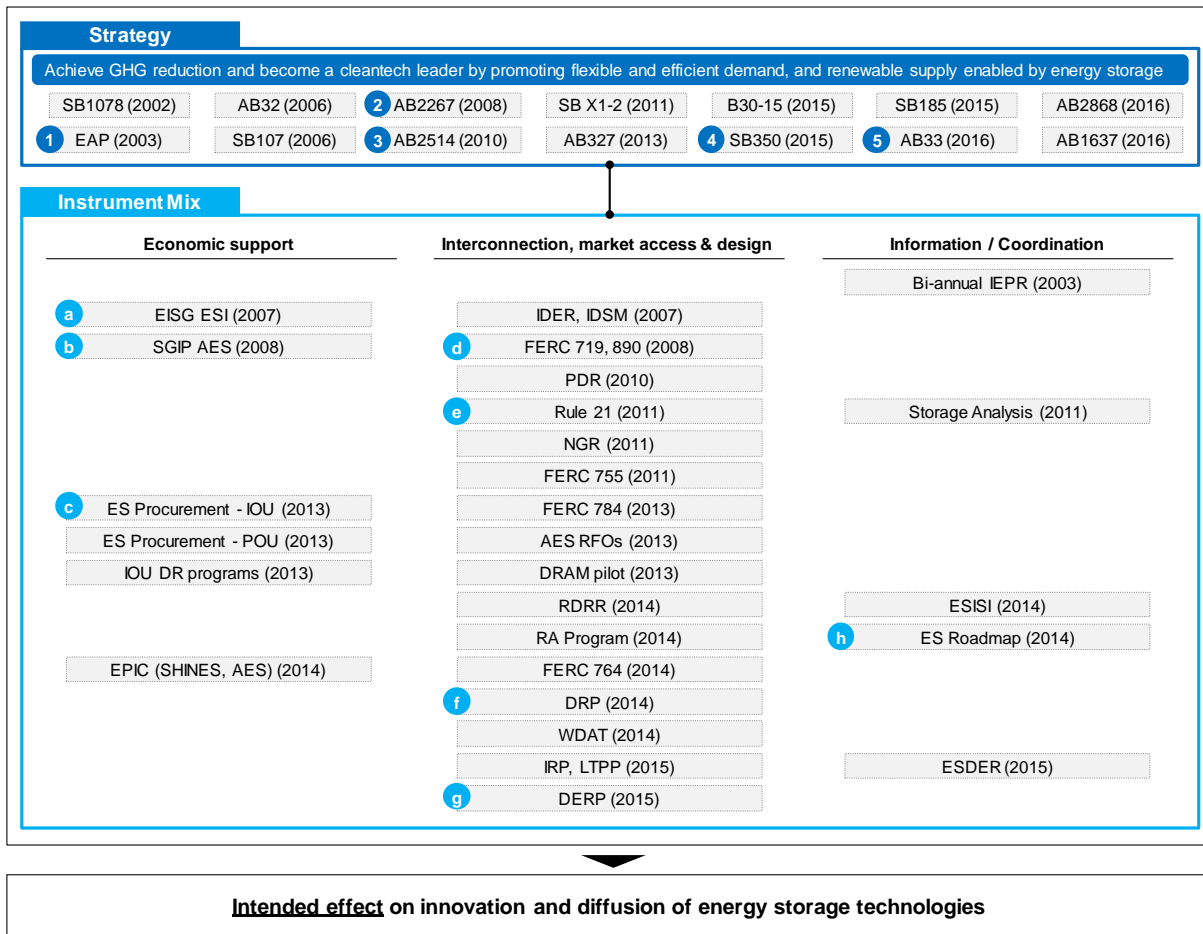 Strategy
Achieve GHG reduction and become a cleantech leader by promoting flexible and efficient demand, and renewable supply enabled by energy storage
SB1078 (2002) AB32 (2006) 2 AB2267 (2008) SB X1-2 (2011) B30-15 (2015) SB185 (2015) AB2868 (2016)
1 EAP (2003) SB107 (2006) 3 AB2514 (2010) AB327 (2013) 4 SB350 (2015) 5 AB33 (2016) AB1637 (2016)
Instrument Mix
Economic support Interconnection, market access & design Information / Coordination
Bi-annual IEPR (2003)
a EISG ESI (2007) IDER, IDSM (2007)
b SGIP AES (2008) d FERC 719, 890 (2008)
PDR (2010)
e Rule 21 (2011) Storage Analysis (2011)
NGR (2011)
FERC 755 (2011)
c ES Procurement - IOU (2013) FERC 784 (2013)
ES Procurement - POU (2013) AES RFOs (2013)
IOU DR programs (2013) DRAM pilot (2013)
RDRR (2014) ESISI (2014)
RA Program (2014) h ES Roadmap (2014)
EPIC (SHINES, AES) (2014) FERC 764 (2014)
f DRP (2014)
WDAT (2014)
IRP, LTPP (2015) ESDER (2015)
g DERP (2015)
Intended effect on innovation and diffusion of energy storage technologies